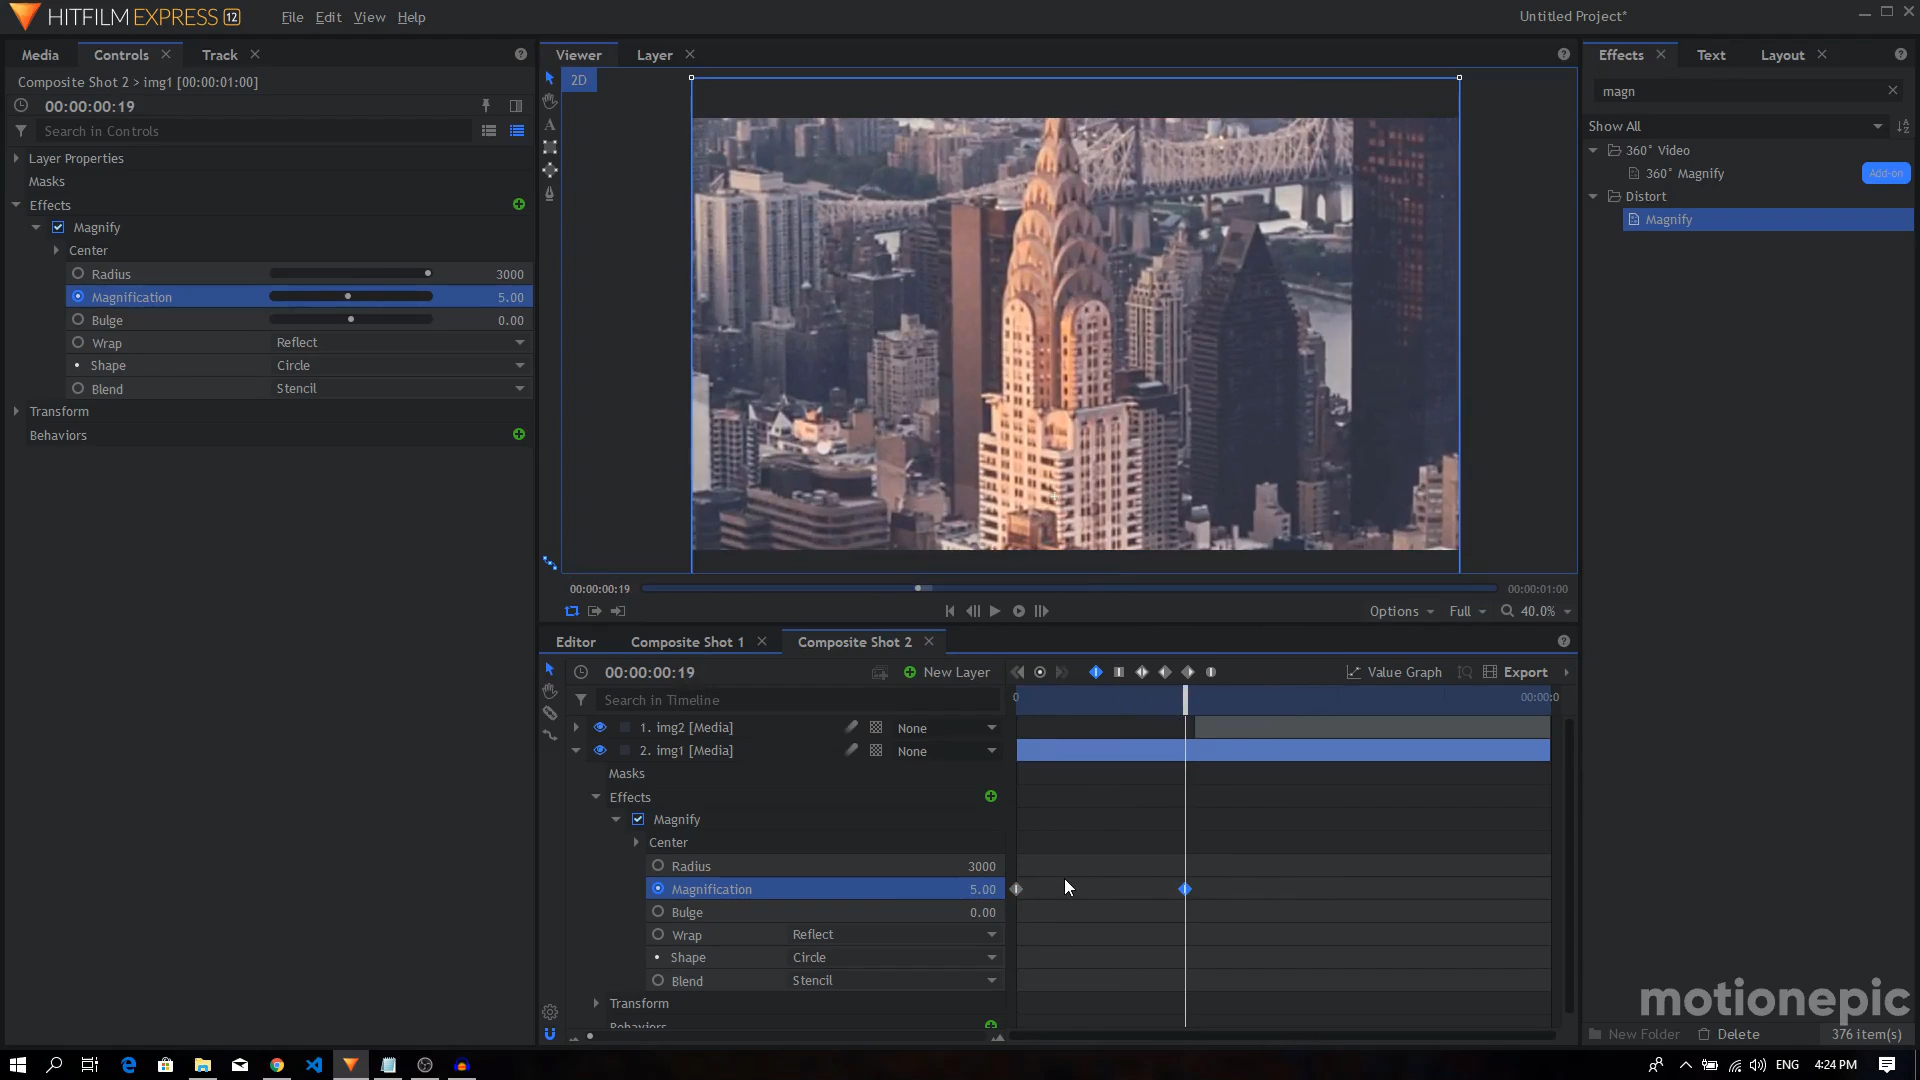 HITFILM EXPRESS 12
File Edit View Help
Untitled Project*
Media Controls Track
Composite Shot 2 > img1 [00:00:01:00]
00:00:00:19
Search in Controls
Layer Properties
Masks
Effects
Magnify
Center
Radius 3000
Magnification 5.00
Bulge 0.00
Wrap Reflect
Shape Circle
Blend Stencil
Transform
Behaviors
Viewer Layer
2D
00:00:00:19 00:00:01:00
Options Full 40.0%
Effects Text Layout
magn
Show All
360° Video
360° Magnify Add-on
Distort
Magnify
Editor Composite Shot 1 Composite Shot 2
00:00:00:19 New Layer Value Graph Export
Search in Timeline 0 00:00:0
1. img2 [Media] None
2. img1 [Media] None
Masks
Effects
Magnify
Center
Radius 3000
Magnification 5.00
Bulge 0.00
Wrap Reflect
Shape Circle
Blend Stencil
Transform
Behaviors
motionepic
New Folder Delete 376 item(s)
ENG 4:24 PM